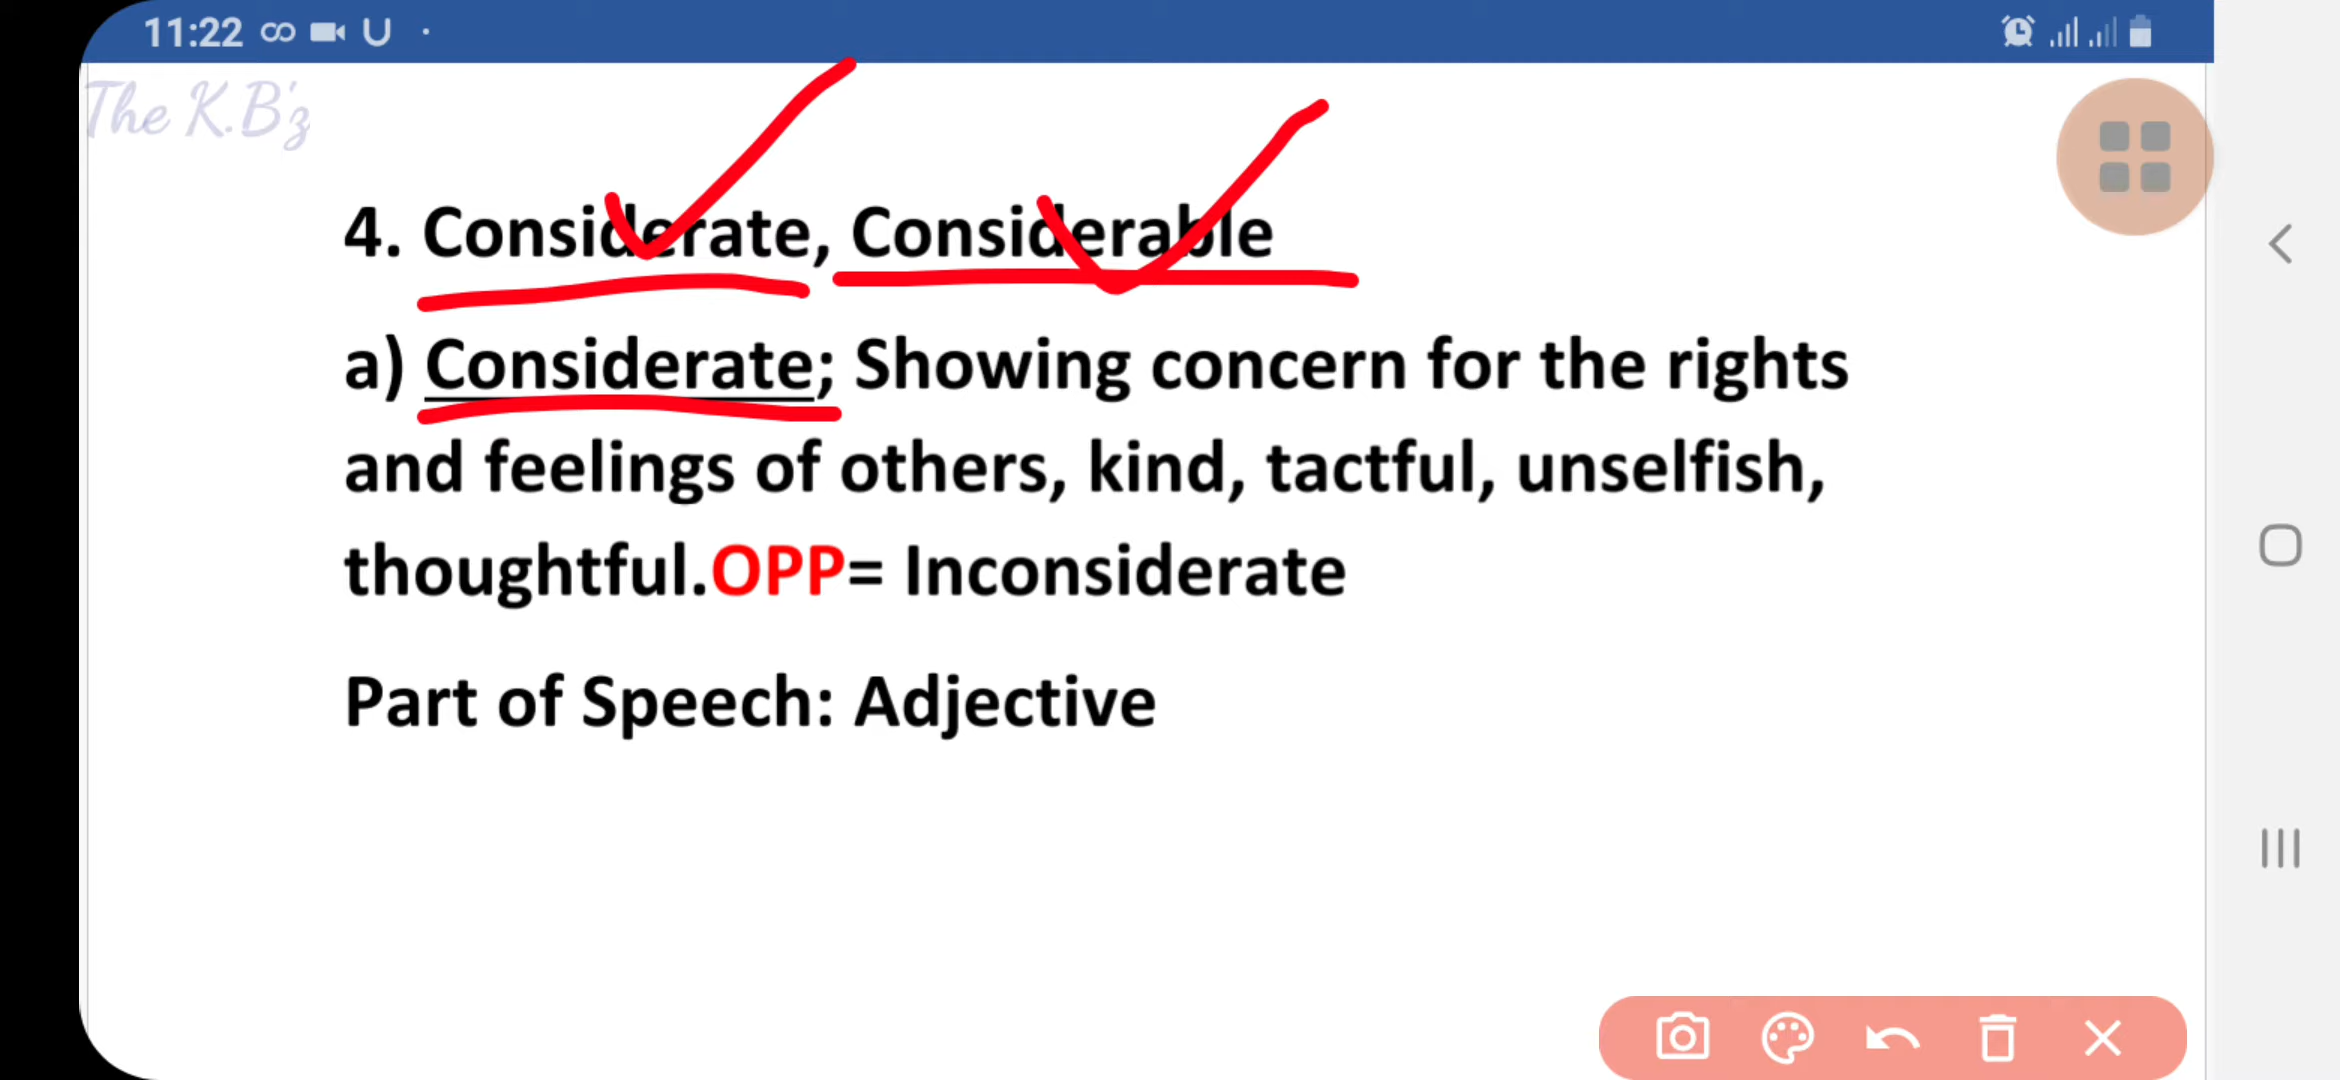 11:22
The K.B'z
4. Considerate, Considerable
a) Considerate; Showing concern for the rights
and feelings of others, kind, tactful, unselfish,
thoughtful.OPP= Inconsiderate
Part of Speech: Adjective